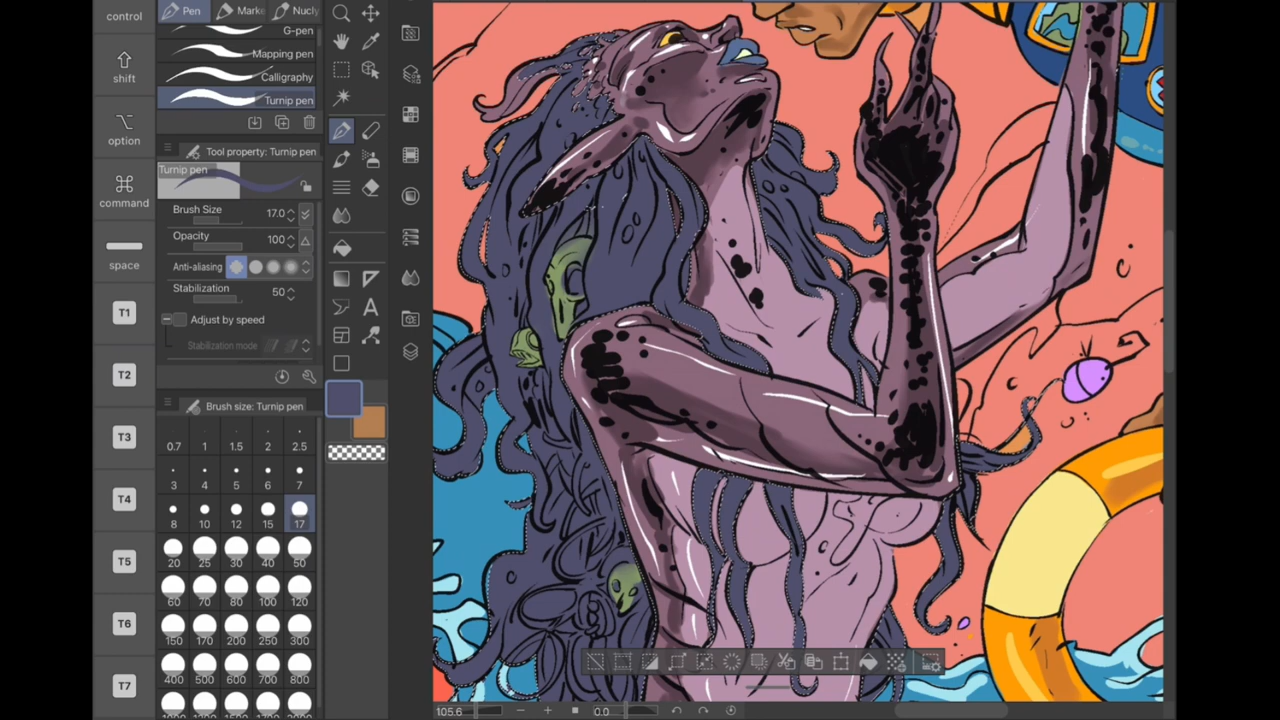 control
shift
option
command
space
T1
T2
T3
T4
T5
T6
T7
Pen
Marke
Nucly
G-pen
Mapping pen
Calligraphy
Turnip pen
Tool property: Turnip pen
Turnip pen
Brush Size 17.0
Opacity 100
Anti-aliasing
Stabilization 50
Adjust by speed
Stabilization mode
Brush size: Turnip pen
0.7 1 1.5 2 2.5
3 4 5 6 7
8 10 12 15 17
20 25 30 40 50
60 70 80 100 120
150 170 200 250 300
400 500 600 700 800
A
105.6
0.0